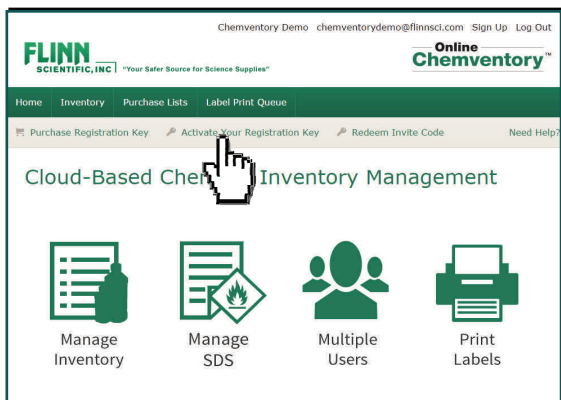 Chemventory Demo chemventorydemo@flinnsci.com Sign Up Log Out
FLINN
SCIENTIFIC, INC "Your Safer Source for Science Supplies"
Online
Chemventory™
Home Inventory Purchase Lists Label Print Queue
Purchase Registration Key Activate Your Registration Key Redeem Invite Code Need Help?
Cloud-Based Inventory Management
Manage Inventory
Manage SDS
Multiple Users
Print Labels